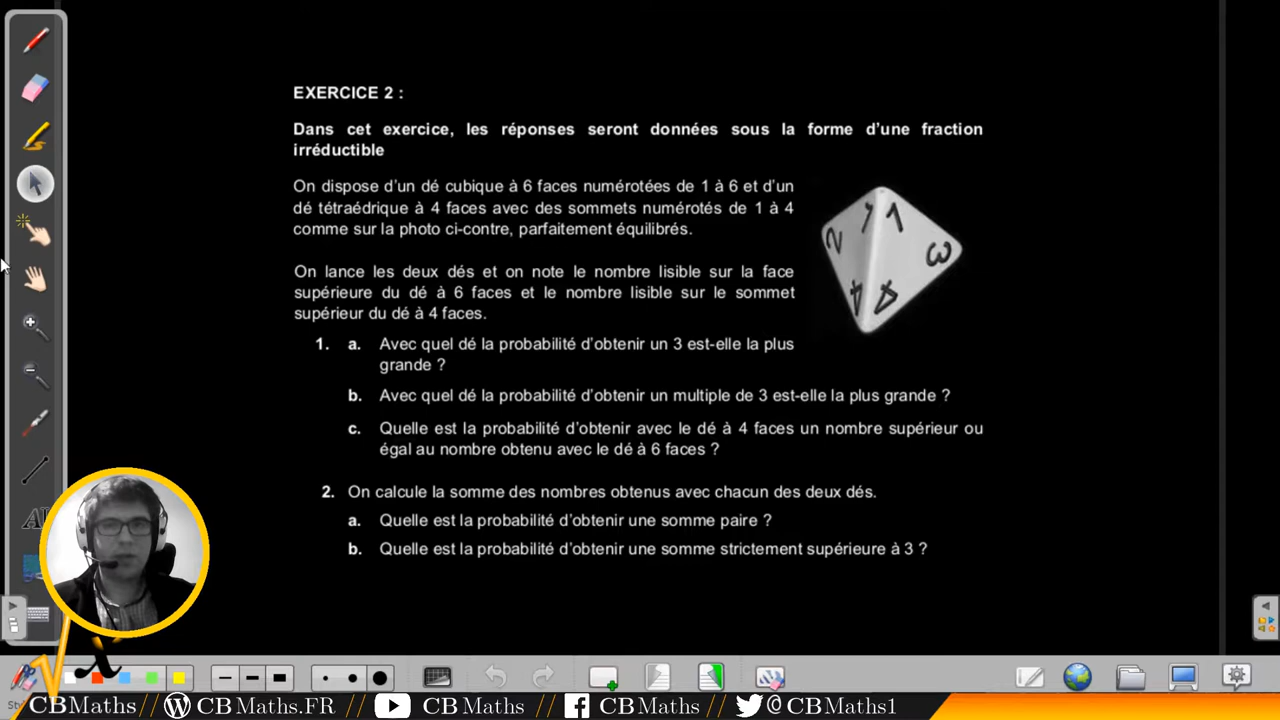 EXERCICE 2 :
Dans cet exercice, les réponses seront données sous la forme d'une fraction
irréductible
On dispose d'un dé cubique à 6 faces numérotées de 1 à 6 et d'un
dé tétraédrique à 4 faces avec des sommets numérotés de 1 à 4
comme sur la photo ci-contre, parfaitement équilibrés.
1 1
2 3
4 4
On lance les deux dés et on note le nombre lisible sur la face
supérieure du dé à 6 faces et le nombre lisible sur le sommet
supérieur du dé à 4 faces.
1. a. Avec quel dé la probabilité d'obtenir un 3 est-elle la plus
grande ?
b. Avec quel dé la probabilité d'obtenir un multiple de 3 est-elle la plus grande ?
c. Quelle est la probabilité d'obtenir avec le dé à 4 faces un nombre supérieur ou
égal au nombre obtenu avec le dé à 6 faces ?
2. On calcule la somme des nombres obtenus avec chacun des deux dés.
a. Quelle est la probabilité d'obtenir une somme paire ?
b. Quelle est la probabilité d'obtenir une somme strictement supérieure à 3 ?
√x
CBMaths // CBMaths.FR // CBMaths // CBMaths // @CBMaths1